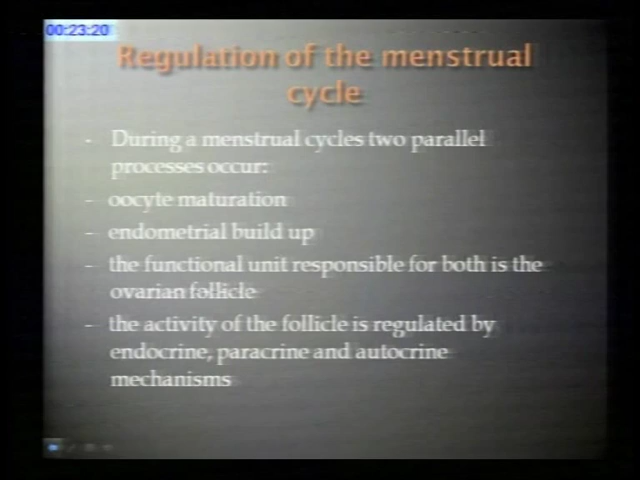 00:23:20
Regulation of the menstrual
cycle
- During a menstrual cycles two parallel
processes occur:
- oocyte maturation
- endometrial build up
- the functional unit responsible for both is the
ovarian follicle
- the activity of the follicle is regulated by
endocrine, paracrine and autocrine
mechanisms